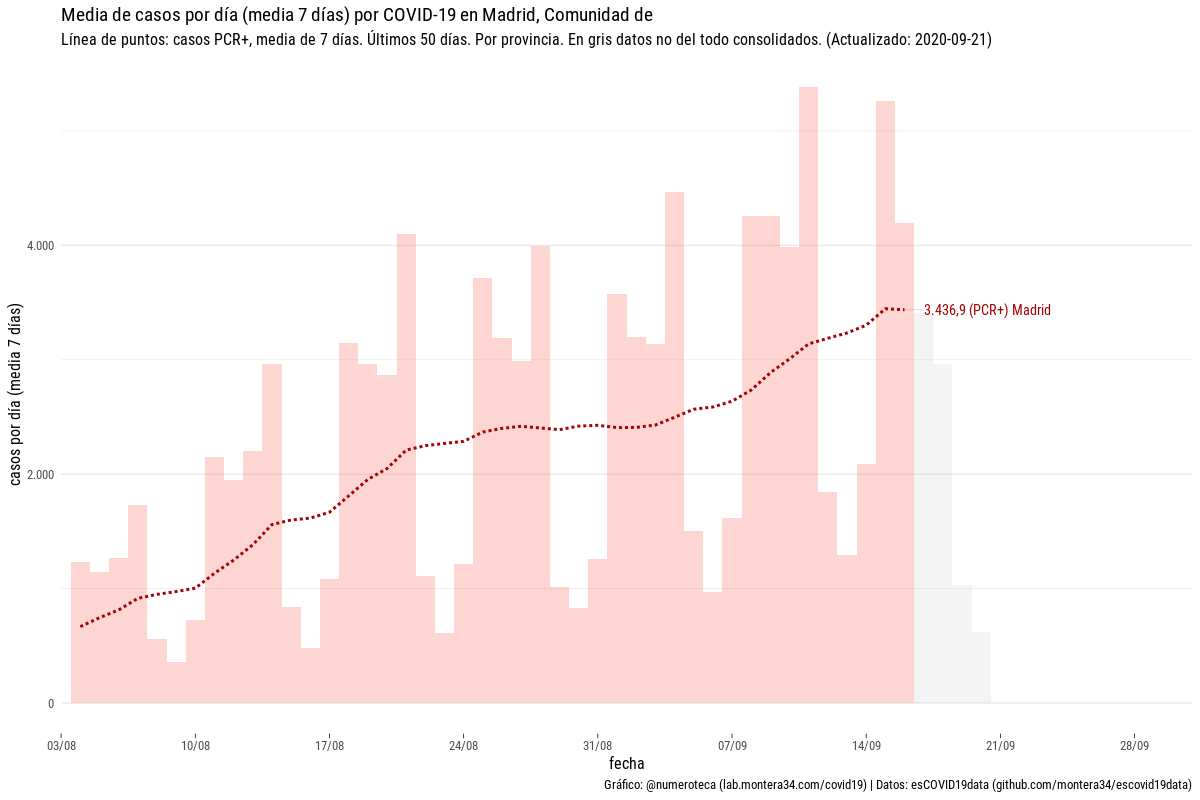 Media de casos por día (media 7 días) por COVID-19 en Madrid, Comunidad de
Línea de puntos: casos PCR+, media de 7 días. Últimos 50 días. Por provincia. En gris datos no del todo consolidados. (Actualizado: 2020-09-21)
casos por día (media 7 días)
4.000
2.000
0
3.436,9 (PCR+) Madrid
03/08
10/08
17/08
24/08
31/08
07/09
14/09
21/09
28/09
fecha
Gráfico: @numeroteca (lab.montera34.com/covid19) | Datos: esCOVID19data (github.com/montera34/escovid19data)